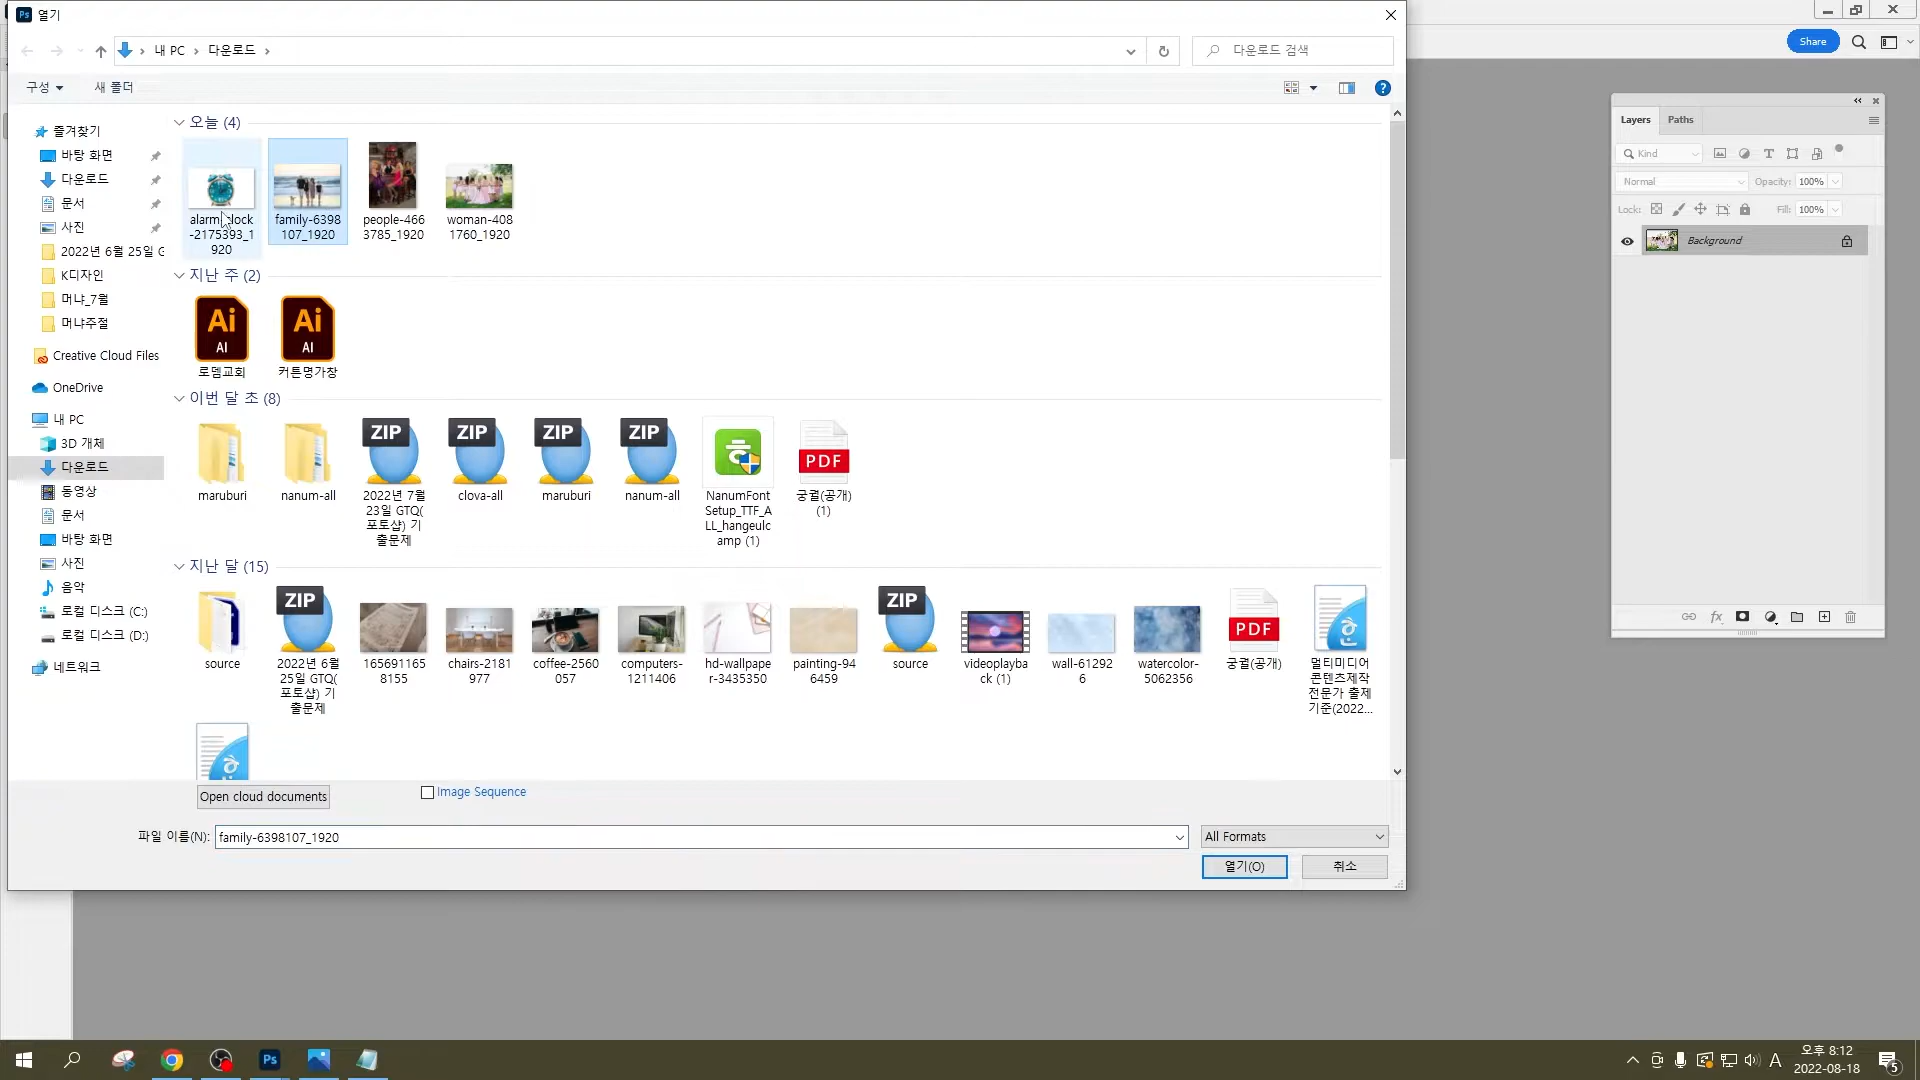 Ps 열기
내 PC 다운로드
다운로드 검색
Share
구성
새 폴더
즐겨찾기
바탕 화면
다운로드
문서
사진
2022년 6월 25일 G
K디자인
머냐_7월
머냐주절
Creative Cloud Files
OneDrive
내 PC
3D 개체
다운로드
동영상
문서
바탕 화면
사진
음악
로컬 디스크 (C:)
로컬 디스크 (D:)
네트워크
오늘 (4)
alarm-clock
-2175393_1
920
family-6398
107_1920
people-466
3785_1920
woman-408
1760_1920
지난 주 (2)
Ai
AI
로뎀교회
Ai
AI
커튼명가창
이번 달 초 (8)
maruburi
nanum-all
ZIP
2022년 7월
23일 GTQ(
포토샵) 기
출문제
ZIP
clova-all
ZIP
maruburi
ZIP
nanum-all
NanumFont
Setup_TTF_A
LL_hangeulc
amp (1)
PDF
궁궐(공개)
(1)
지난 달 (15)
source
ZIP
2022년 6월
25일 GTQ(
포토샵) 기
출문제
165691165
8155
chairs-2181
977
coffee-2560
057
computers-
1211406
hd-wallpape
r-3435350
painting-94
6459
ZIP
source
videoplayba
ck (1)
wall-61292
6
watercolor-
5062356
PDF
궁궐(공개)
멀티미디어
콘텐츠제작
전문가 출제
기준(2022...
Open cloud documents
Image Sequence
파일 이름(N):
family-6398107_1920
All Formats
열기(O)
취소
Layers
Paths
Kind
Normal
Opacity:
100%
Lock:
Fill:
100%
Background
fx
Ps
A
오후 8:12
2022-08-18
5